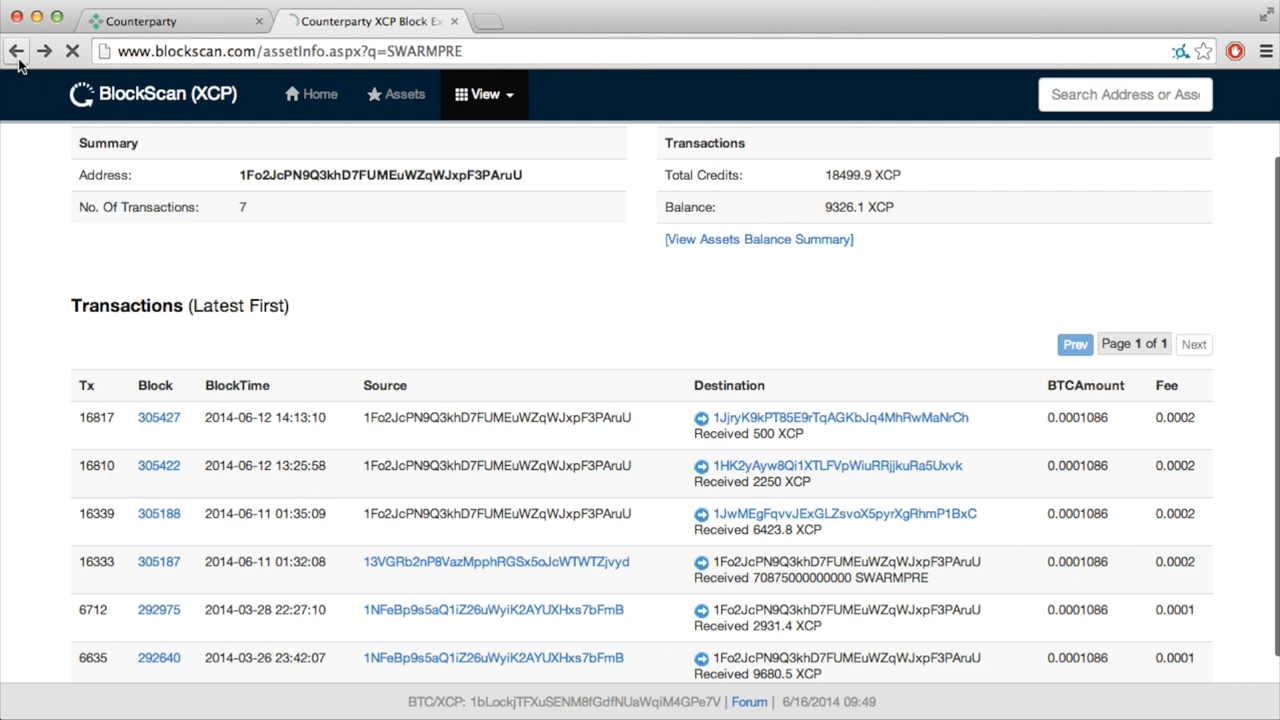 Counterparty
Counterparty XCP Block Ex
www.blockscan.com/assetInfo.aspx?q=SWARMPRE
BlockScan (XCP) Home Assets View Search Address or Ass
Summary
Address: 1Fo2JcPN9Q3khD7FUMEuWZqWJxpF3PAruU
No. Of Transactions: 7
Transactions
Total Credits: 18499.9 XCP
Balance: 9326.1 XCP
[View Assets Balance Summary]
Transactions (Latest First)
Prev Page 1 of 1 Next
Tx Block BlockTime Source Destination BTCAmount Fee
16817 305427 2014-06-12 14:13:10 1Fo2JcPN9Q3khD7FUMEuWZqWJxpF3PAruU 1JjryK9kPT85E9rTqAGKbJq4MhRwMaNrCh 0.0001086 0.0002
Received 500 XCP
16810 305422 2014-06-12 13:25:58 1Fo2JcPN9Q3khD7FUMEuWZqWJxpF3PAruU 1HK2yAyw8Qi1XTLFVpWiuRRjjkuRa5Uxvk 0.0001086 0.0002
Received 2250 XCP
16339 305188 2014-06-11 01:35:09 1Fo2JcPN9Q3khD7FUMEuWZqWJxpF3PAruU 1JwMEgFqvvJExGLZsvoX5pyrXgRhmP1BxC 0.0001086 0.0002
Received 6423.8 XCP
16333 305187 2014-06-11 01:32:08 13VGRb2nP8VazMpphRGSx5oJcWTWTZjvyd 1Fo2JcPN9Q3khD7FUMEuWZqWJxpF3PAruU 0.0001086 0.0002
Received 70875000000000 SWARMPRE
6712 292975 2014-03-28 22:27:10 1NFeBp9s5aQ1iZ26uWyiK2AYUXHxs7bFmB 1Fo2JcPN9Q3khD7FUMEuWZqWJxpF3PAruU 0.0001086 0.0001
Received 2931.4 XCP
6635 292640 2014-03-26 23:42:07 1NFeBp9s5aQ1iZ26uWyiK2AYUXHxs7bFmB 1Fo2JcPN9Q3khD7FUMEuWZqWJxpF3PAruU 0.0001086 0.0001
Received 9680.5 XCP
BTC/XCP: 1bLockjTFXuSENM8fGdfNUaWqiM4GPe7V | Forum | 6/16/2014 09:49